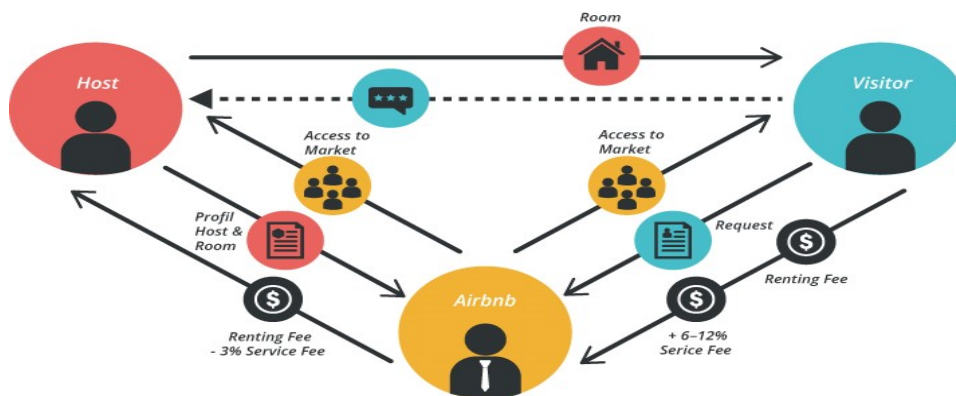 Room
Host
Visitor
Access to
Market
Access to
Market
Profil
Host &
Room
Request
Renting Fee
Airbnb
Renting Fee
- 3% Service Fee
+ 6–12%
Serice Fee